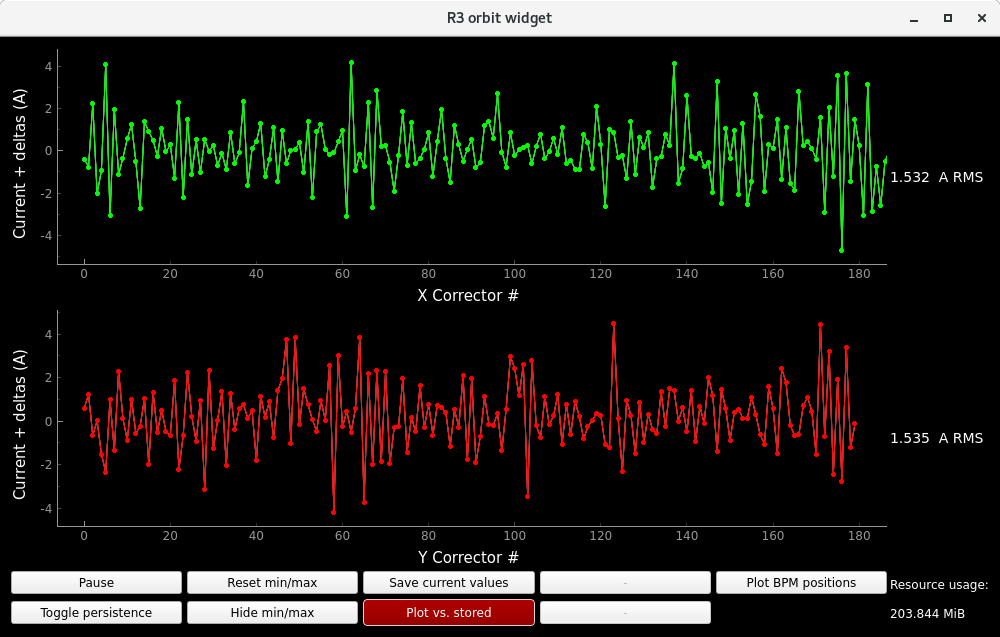 R3 orbit widget
Current + deltas (A)
4
2
0
-2
-4
0 20 40 60 80 100 120 140 160 180
X Corrector #
1.532 A RMS
Current + deltas (A)
4
2
0
-2
-4
0 20 40 60 80 100 120 140 160 180
Y Corrector #
1.535 A RMS
Pause Reset min/max Save current values - Plot BPM positions Resource usage:
Toggle persistence Hide min/max Plot vs. stored - 203.844 MiB